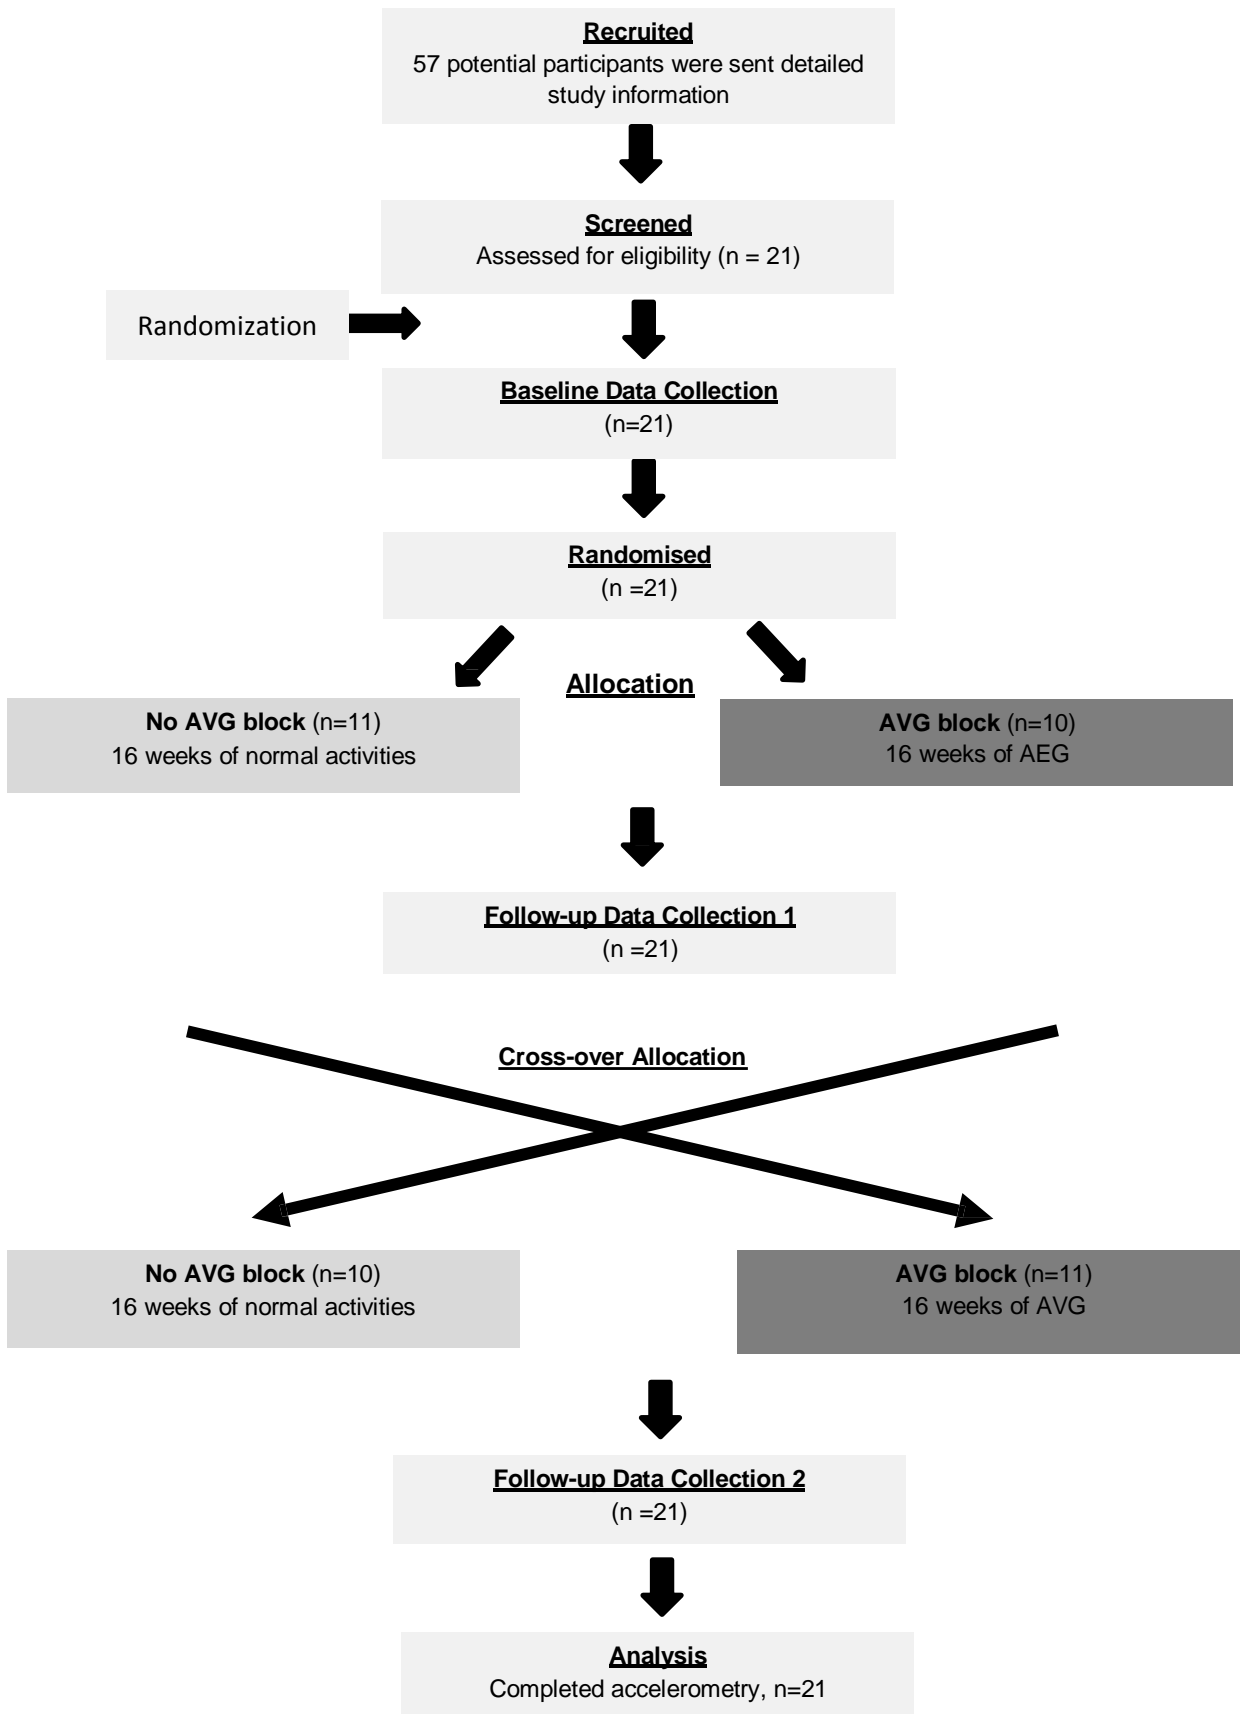 Recruited
57 potential participants were sent detailed
study information
Screened
Assessed for eligibility (n = 21)
Randomization
Baseline Data Collection
(n=21)
Randomised
(n =21)
Allocation
No AVG block (n=11)
16 weeks of normal activities
AVG block (n=10)
16 weeks of AEG
Follow-up Data Collection 1
(n =21)
Cross-over Allocation
No AVG block (n=10)
16 weeks of normal activities
AVG block (n=11)
16 weeks of AVG
Follow-up Data Collection 2
(n =21)
Analysis
Completed accelerometry, n=21